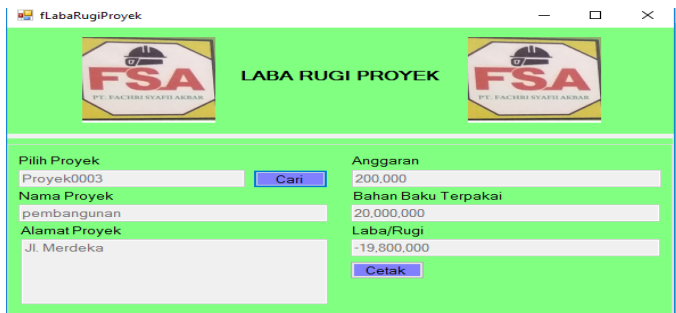 fLabaRugiProyek
FSA
PT. FACHRI SYAFII AKBAR
LABA RUGI PROYEK
FSA
PT. FACHRI SYAFII AKBAR
Pilih Proyek
Proyek0003
Cari
Nama Proyek
pembangunan
Alamat Proyek
Jl. Merdeka
Anggaran
200,000
Bahan Baku Terpakai
20,000,000
Laba/Rugi
-19,800,000
Cetak